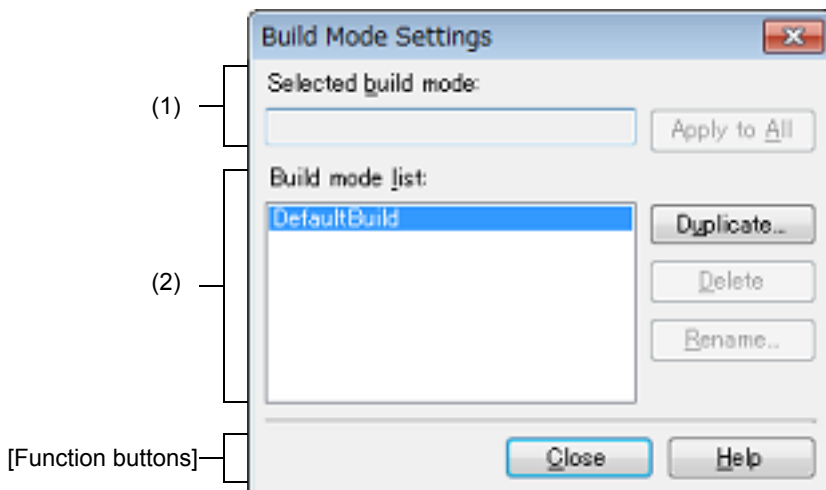 Build Mode Settings
(1)
Selected build mode:
Apply to All
(2)
Build mode list:
DefaultBuild
Duplicate...
Delete
Rename...
[Function buttons]
Close
Help